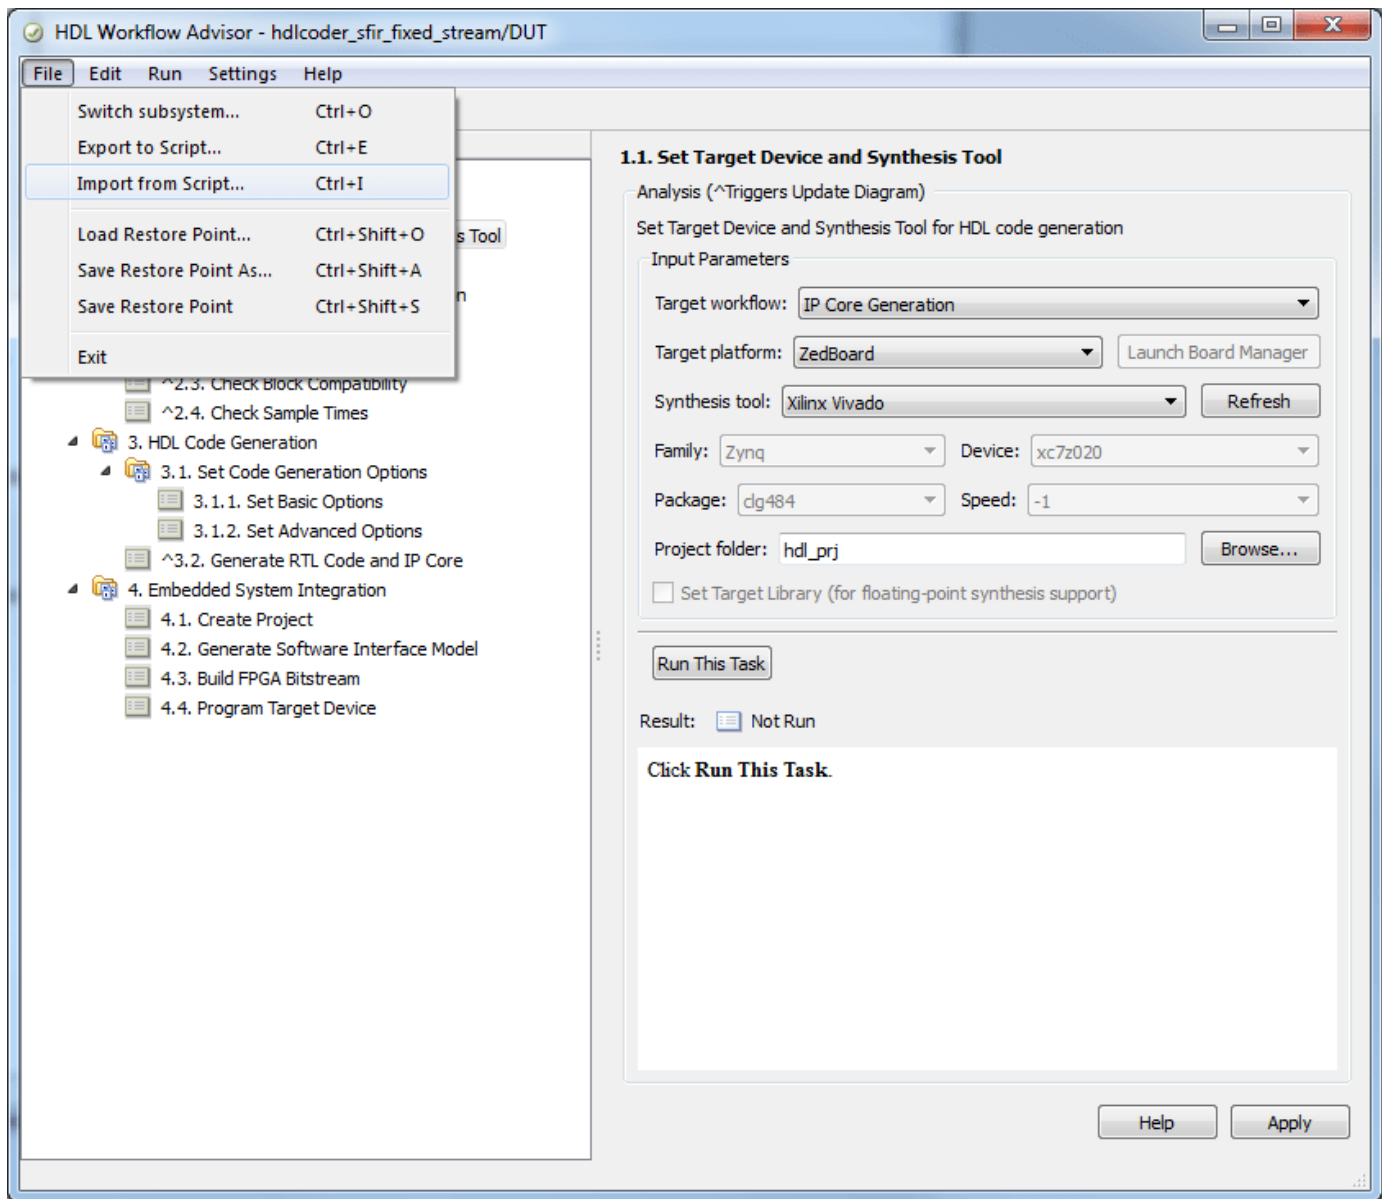 HDL Workflow Advisor - hdlcoder_sfir_fixed_stream/DUT
File Edit Run Settings Help
Switch subsystem... Ctrl+O
Export to Script... Ctrl+E
Import from Script... Ctrl+I
Load Restore Point... Ctrl+Shift+O
Save Restore Point As... Ctrl+Shift+A
Save Restore Point Ctrl+Shift+S
Exit
Tool
^2.3. Check Block Compatibility
^2.4. Check Sample Times
3. HDL Code Generation
3.1. Set Code Generation Options
3.1.1. Set Basic Options
3.1.2. Set Advanced Options
^3.2. Generate RTL Code and IP Core
4. Embedded System Integration
4.1. Create Project
4.2. Generate Software Interface Model
4.3. Build FPGA Bitstream
4.4. Program Target Device
1.1. Set Target Device and Synthesis Tool
Analysis (^Triggers Update Diagram)
Set Target Device and Synthesis Tool for HDL code generation
Input Parameters
Target workflow: IP Core Generation
Target platform: ZedBoard Launch Board Manager
Synthesis tool: Xilinx Vivado Refresh
Family: Zynq Device: xc7z020
Package: clg484 Speed: -1
Project folder: hdl_prj Browse...
Set Target Library (for floating-point synthesis support)
Run This Task
Result: Not Run
Click Run This Task.
Help Apply